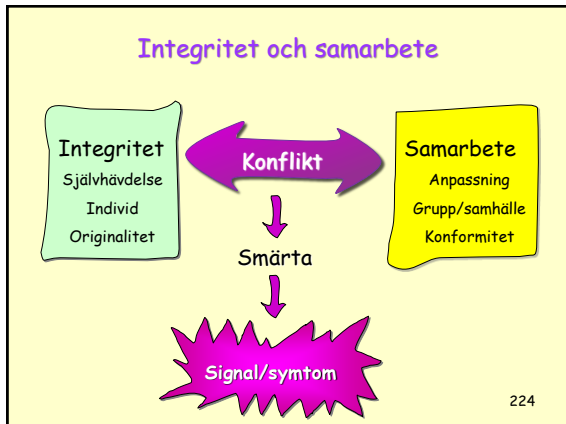 Integritet och samarbete
Integritet
Självhävdelse
Individ
Originalitet
Konflikt
Samarbete
Anpassning
Grupp/samhälle
Konformitet
Smärta
Signal/symtom
224